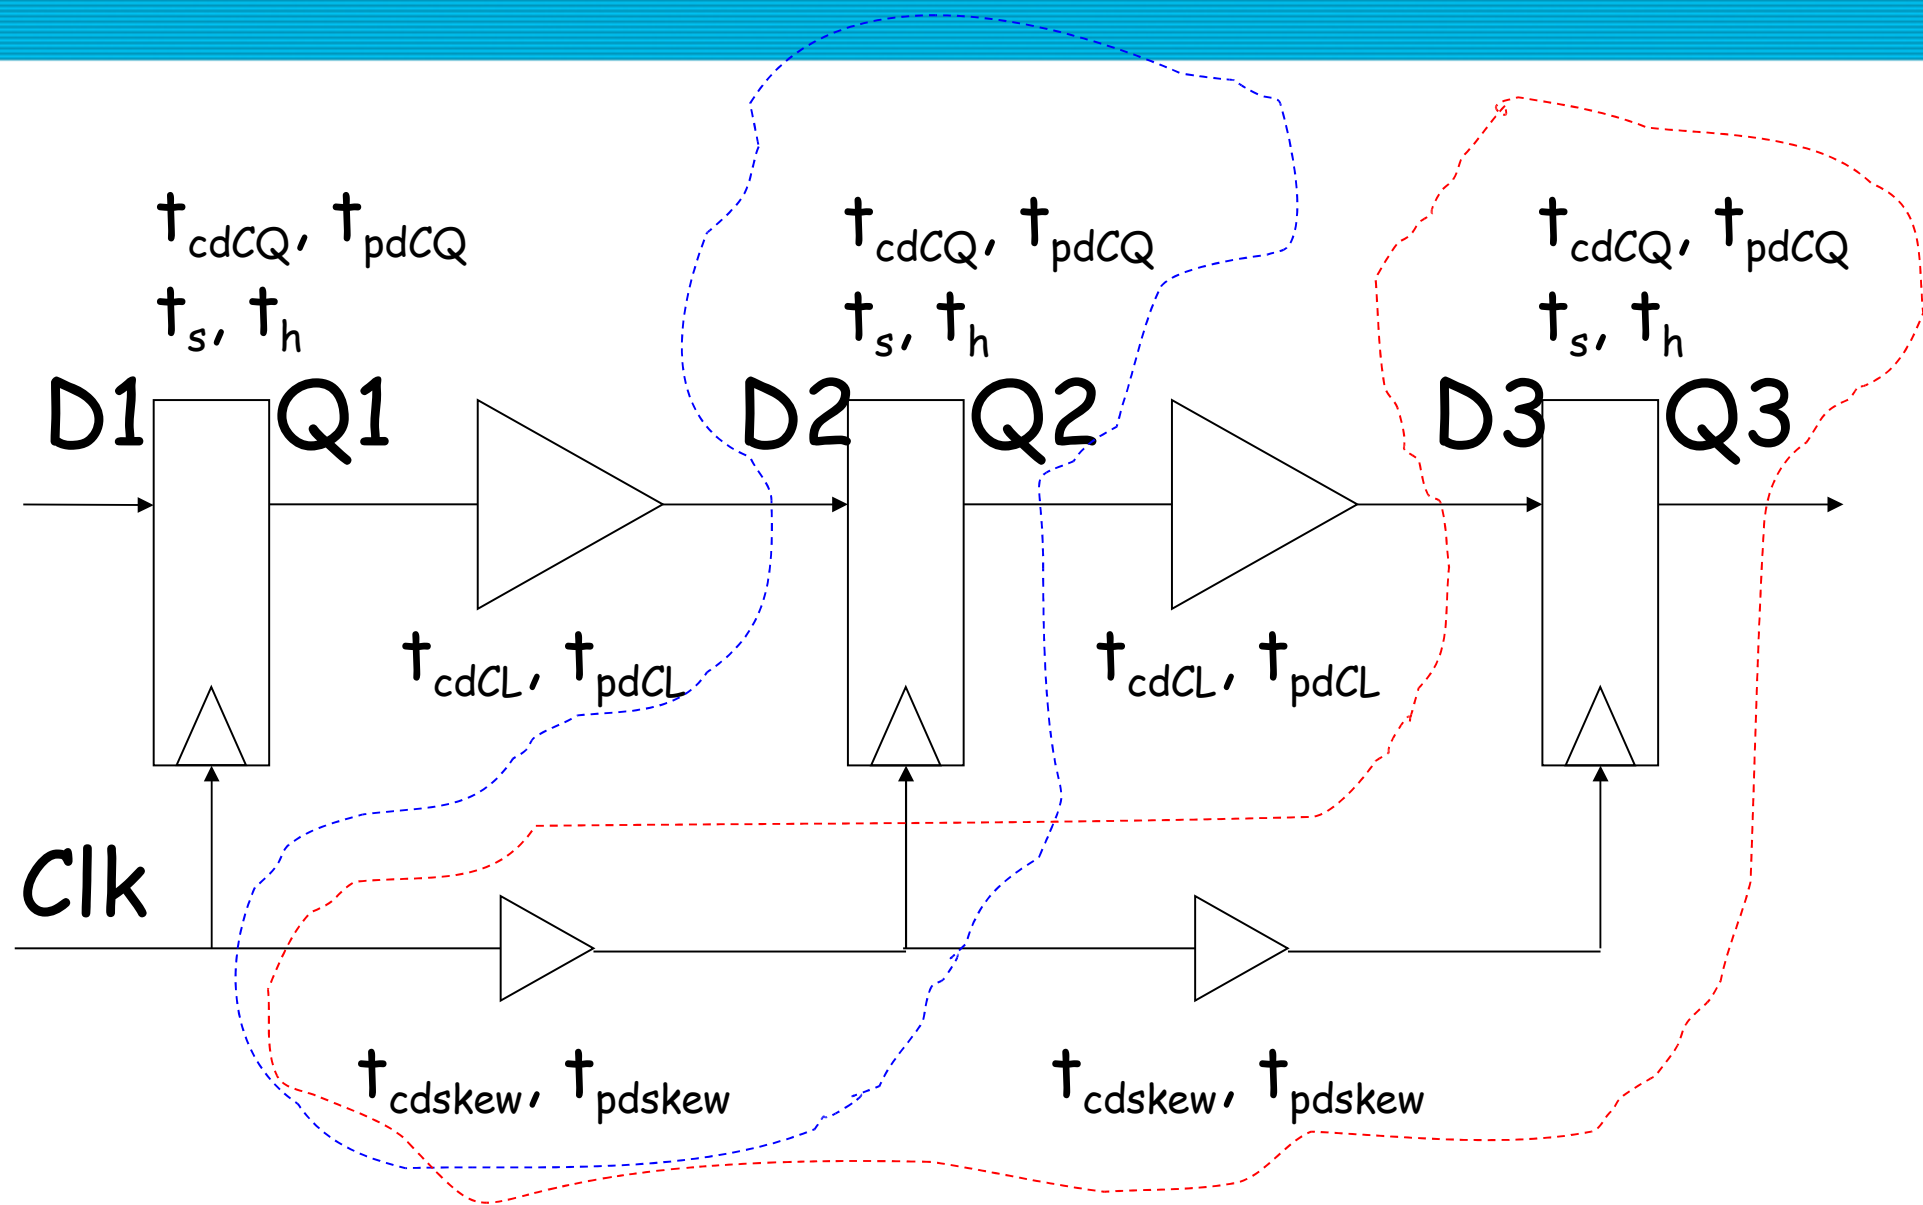 tcdCQ, tpdCQ
ts, th
tcdCQ, tpdCQ
ts, th
tcdCQ, tpdCQ
ts, th
D1 Q1 D2 Q2 D3 Q3
tcdCL, tpdCL
tcdCL, tpdCL
Clk
tcdskew, tpdskew
tcdskew, tpdskew